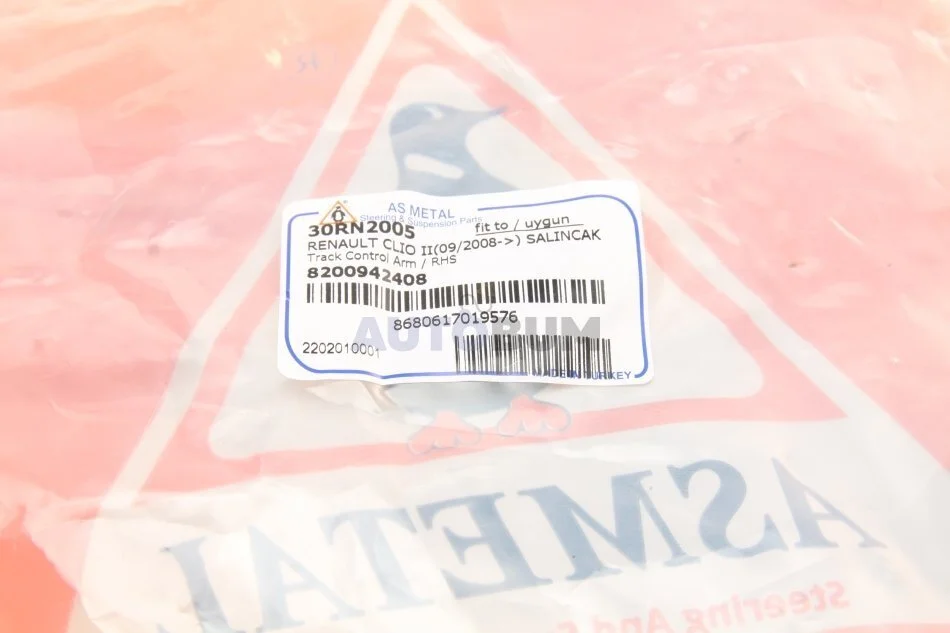 AS METAL
Steering & Suspension Parts
30RN2005
fit to / uygun
RENAULT CLIO II(09/2008->) SALINCAK
Track Control Arm / RHS
8200942408
8680617019576
AUTOBUM
2202010001
MADE IN TURKEY
ASMETAL
Steering And